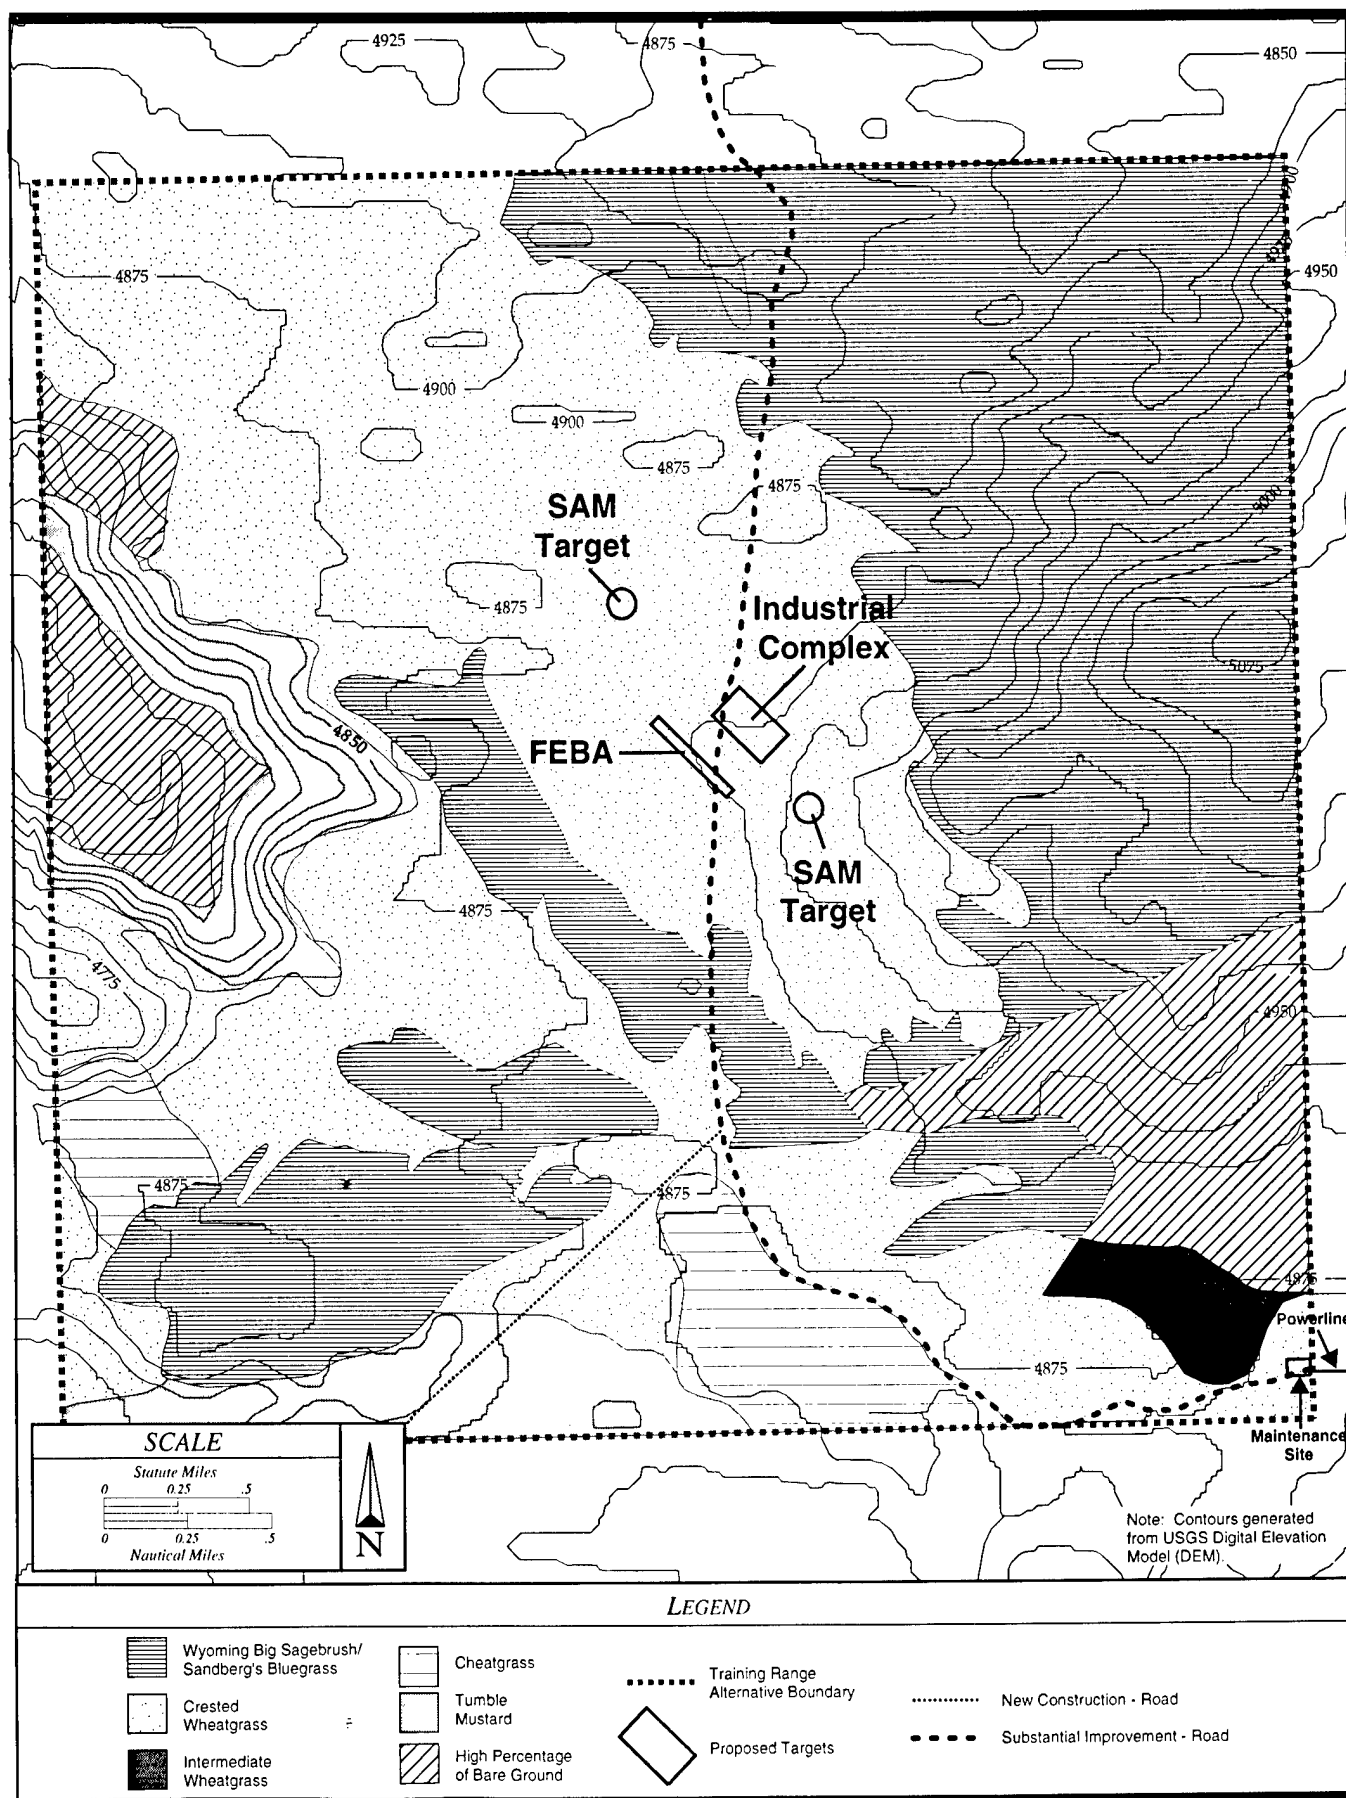 4925
4875
4850
4875
4925
4950
4900
4900
4875
4875
SAM
Target
5000
4875
Industrial
Complex
5075
4850
FEBA
SAM
Target
4875
4775
4950
4875
4875
4875
Powerline
4875
Maintenance
Site
SCALE
Statute Miles
0 0.25 .5
0 0.25 .5
Nautical Miles
N
Note: Contours generated
from USGS Digital Elevation
Model (DEM).
LEGEND
Wyoming Big Sagebrush/
Sandberg's Bluegrass
Crested
Wheatgrass
Intermediate
Wheatgrass
Cheatgrass
Tumble
Mustard
High Percentage
of Bare Ground
Training Range
Alternative Boundary
Proposed Targets
New Construction - Road
Substantial Improvement - Road